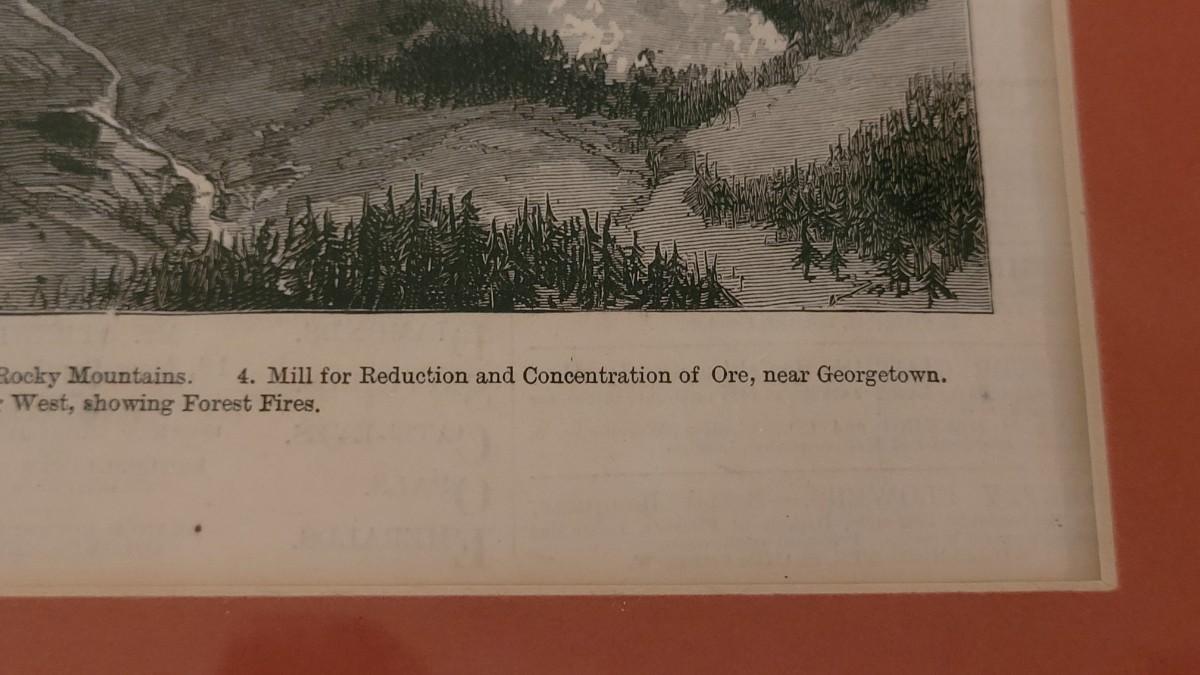 Rocky Mountains. 4. Mill for Reduction and Concentration of Ore, near Georgetown.
West, showing Forest Fires.